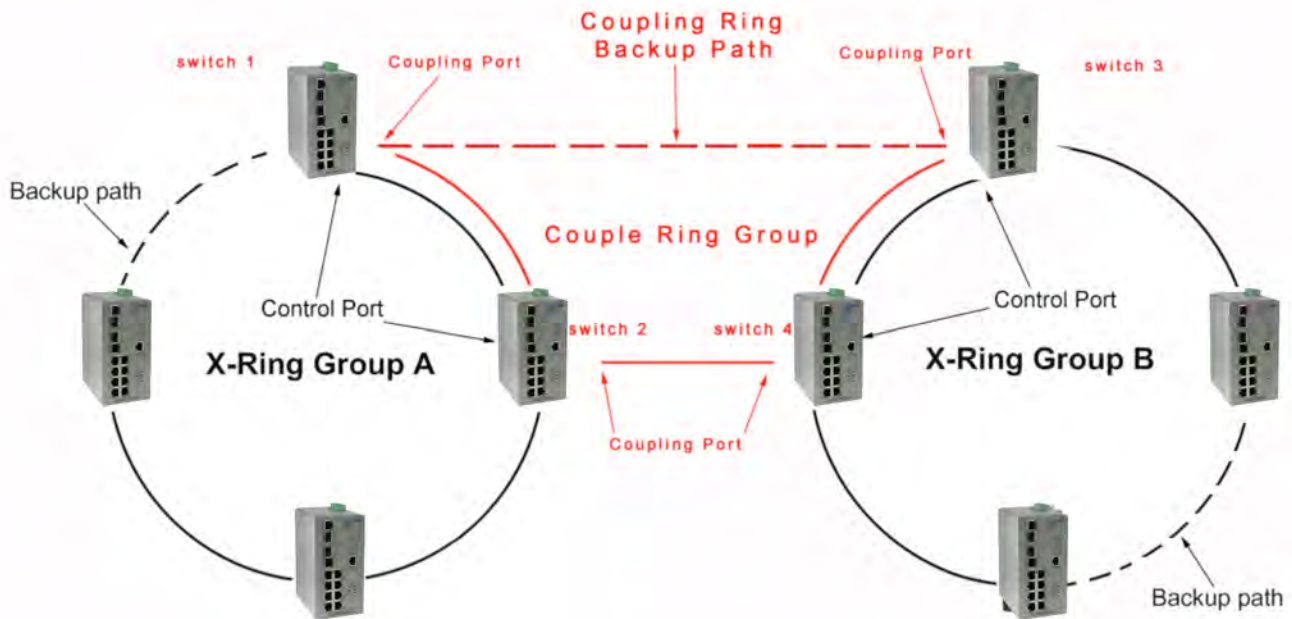 Coupling Ring
Backup Path
switch 1
Coupling Port
Coupling Port
switch 3
Backup path
Couple Ring Group
Control Port
Control Port
switch 2
switch 4
X-Ring Group A
X-Ring Group B
Coupling Port
Backup path